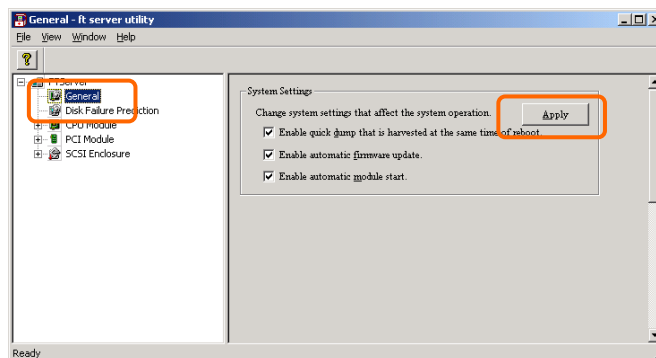 General - ft server utility
File View Window Help
FTServer
General
Disk Failure Prediction
CPU Module
PCI Module
SCSI Enclosure
System Settings
Change system settings that affect the system operation.
Apply
Enable quick dump that is harvested at the same time of reboot.
Enable automatic firmware update.
Enable automatic module start.
Ready